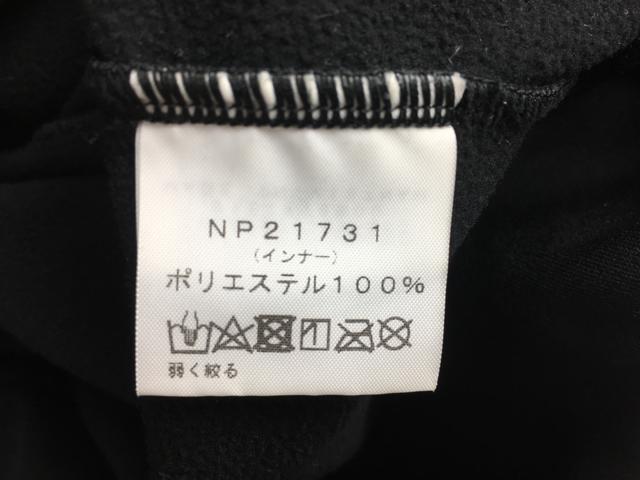 NP21731
(インナー)
ポリエステル100%
弱く絞る